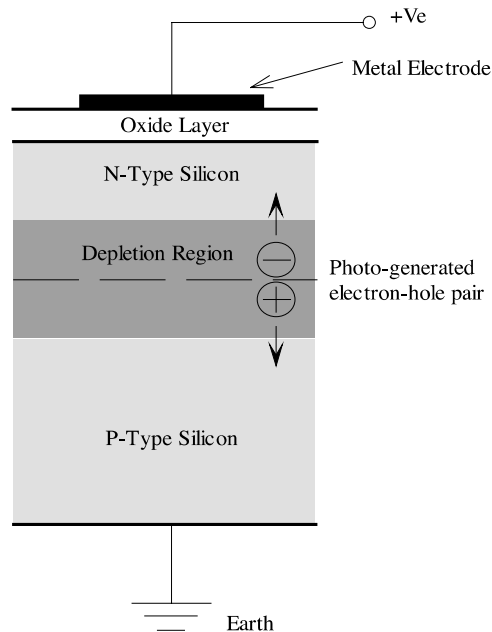 +Ve
Metal Electrode
Oxide Layer
N-Type Silicon
Depletion Region
Photo-generated
electron-hole pair
P-Type Silicon
Earth